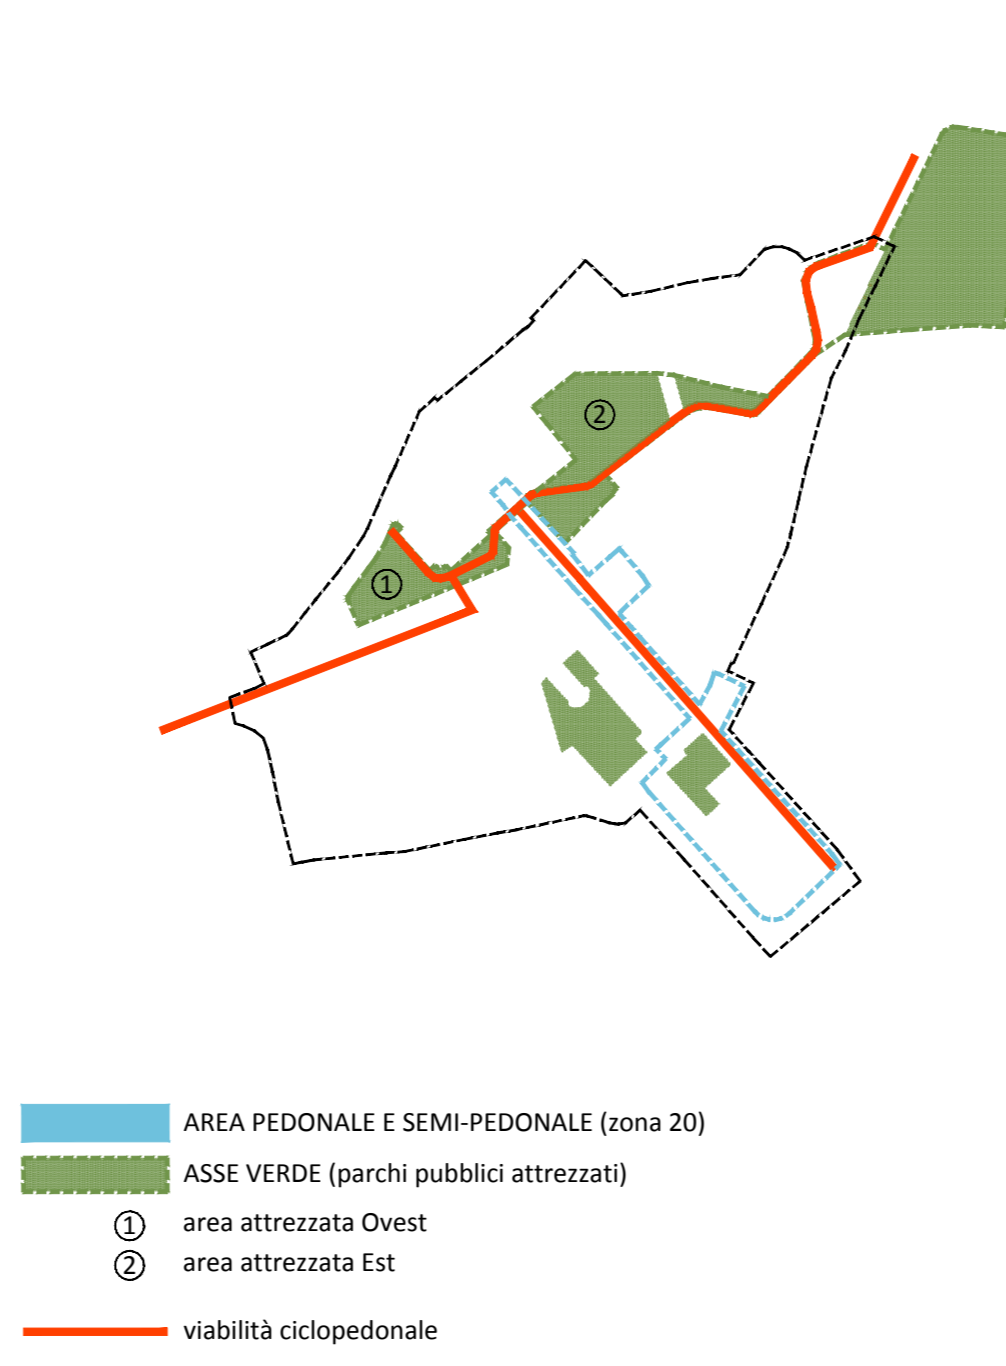 2
1
AREA PEDONALE E SEMI-PEDONALE (zona 20)
ASSE VERDE (parchi pubblici attrezzati)
1 area attrezzata Ovest
2 area attrezzata Est
viabilità ciclopedonale